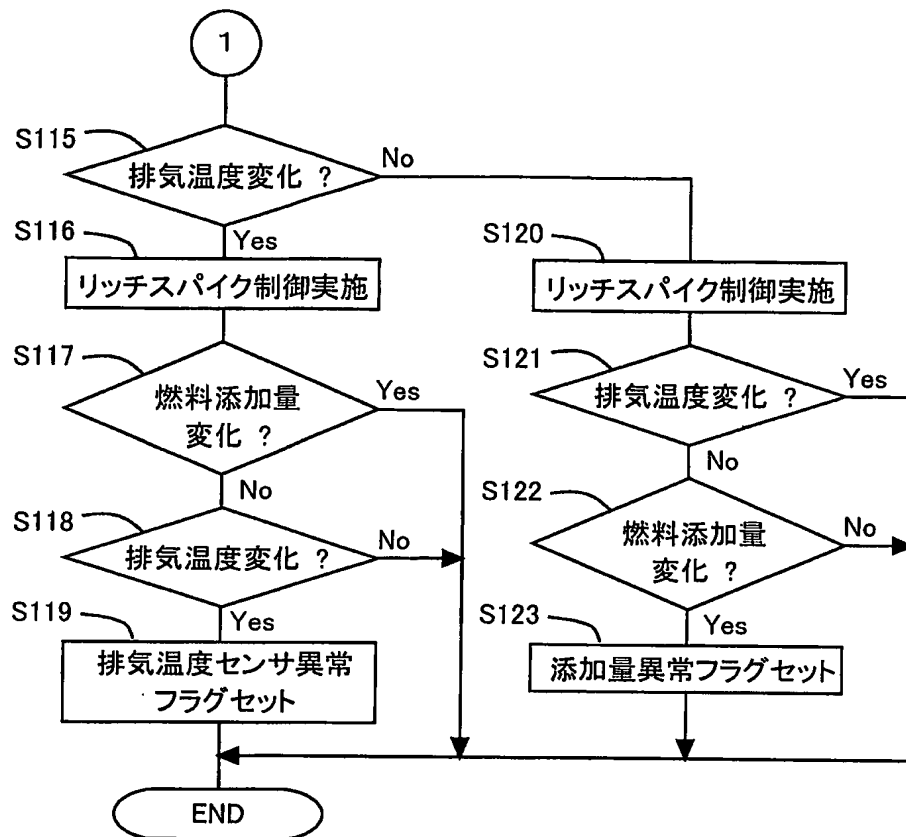 1
S115
排気温度変化 ?
No
Yes
S116
リッチスパイク制御実施
S117
燃料添加量
変化 ?
Yes
No
S118
排気温度変化 ?
No
Yes
S119
排気温度センサ異常
フラグセット
S120
リッチスパイク制御実施
S121
排気温度変化 ?
Yes
No
S122
燃料添加量
変化 ?
No
Yes
S123
添加量異常フラグセット
END